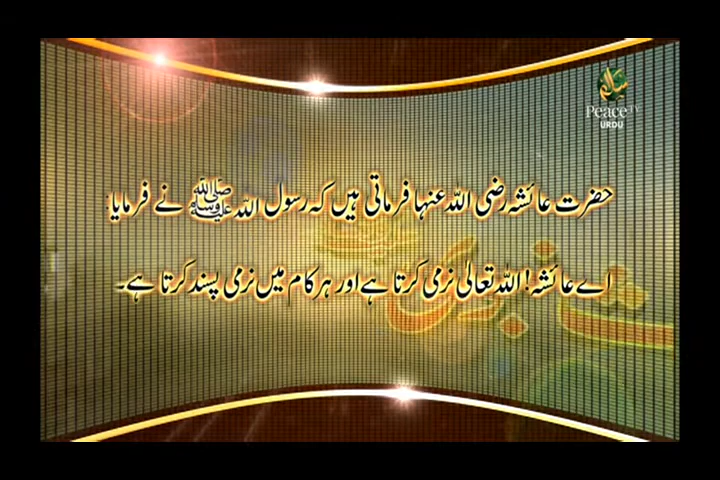 پیس
Peace TV
URDU
حضرت عائشہ رضی اللہ عنہا فرماتی ہیں کہ رسول اللہ ﷺ نے فرمایا:
اے عائشہ! اللہ تعالیٰ نرمی کرتا ہے اور ہر کام میں نرمی پسند کرتا ہے۔